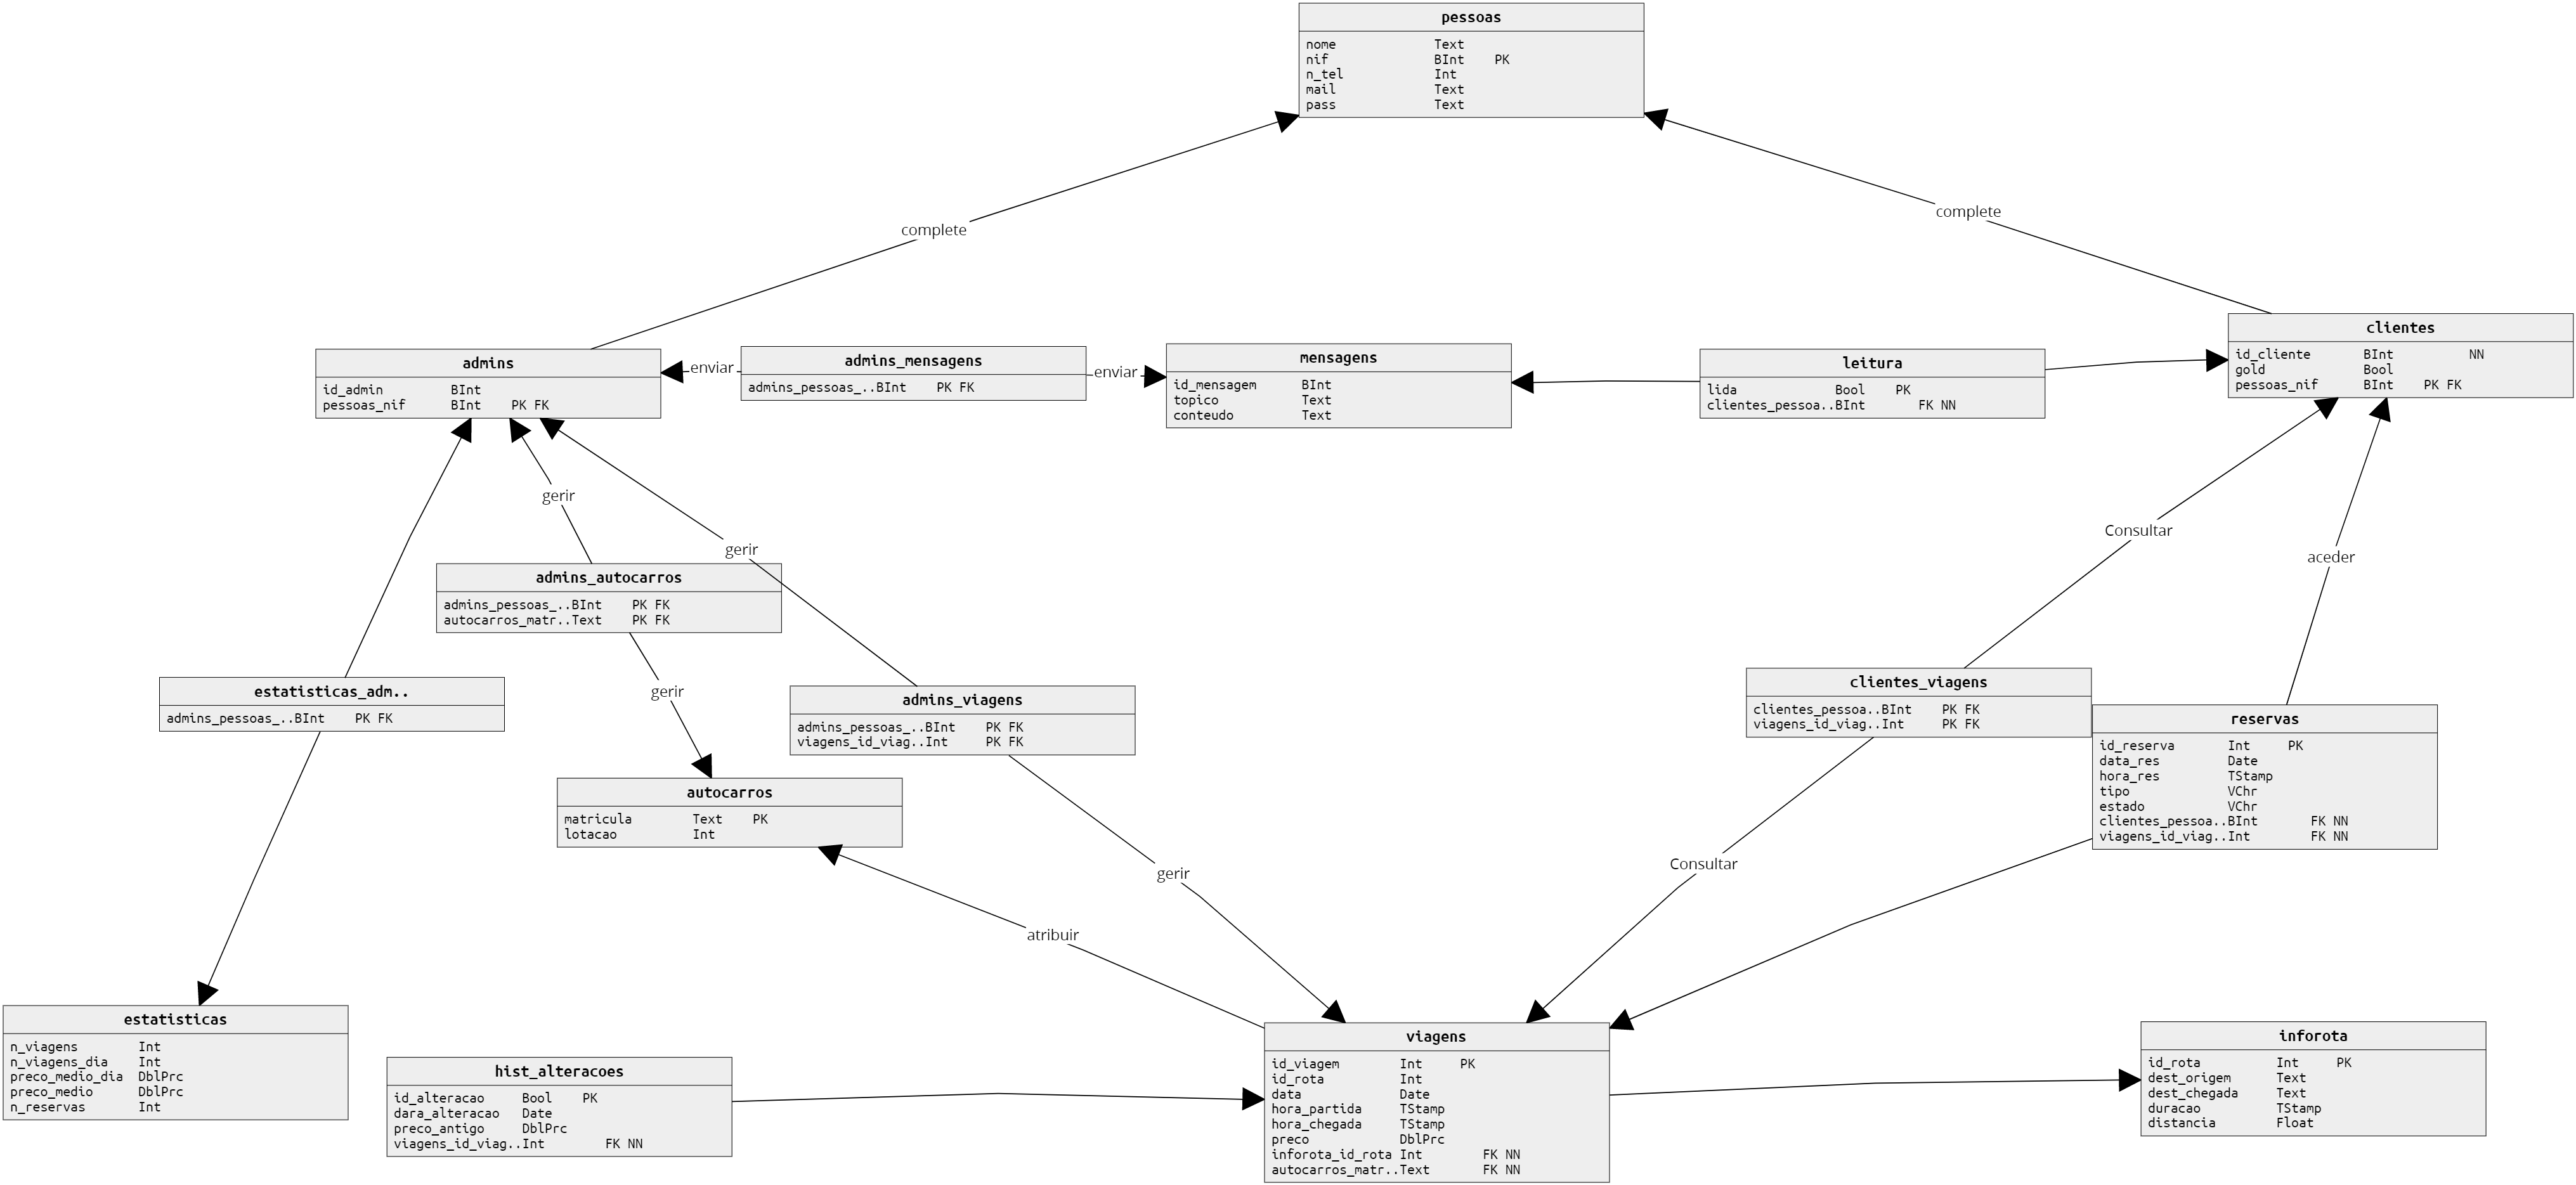 pessoas
nome Text
nif BInt PK
n_tel Int
mail Text
pass Text
complete
complete
admins
id_admin BInt
pessoas_nif BInt PK FK
enviar
admins_mensagens
admins_pessoas_..BInt PK FK
enviar
mensagens
id_mensagem BInt
topico Text
conteudo Text
leitura
lida Bool PK
clientes_pessoa..BInt FK NN
clientes
id_cliente BInt NN
gold Bool
pessoas_nif BInt PK FK
gerir
gerir
Consultar
aceder
admins_autocarros
admins_pessoas_..BInt PK FK
autocarros_matr..Text PK FK
gerir
estatisticas_adm..
admins_pessoas_..BInt PK FK
admins_viagens
admins_pessoas_..BInt PK FK
viagens_id_viag..Int PK FK
clientes_viagens
clientes_pessoa..BInt PK FK
viagens_id_viag..Int PK FK
reservas
id_reserva Int PK
data_res Date
hora_res TStamp
tipo VChr
estado VChr
clientes_pessoa..BInt FK NN
viagens_id_viag..Int FK NN
autocarros
matricula Text PK
lotacao Int
gerir
Consultar
atribuir
estatisticas
n_viagens Int
n_viagens_dia Int
preco_medio_dia DblPrc
preco_medio DblPrc
n_reservas Int
hist_alteracoes
id_alteracao Bool PK
dara_alteracao Date
preco_antigo DblPrc
viagens_id_viag..Int FK NN
viagens
id_viagem Int PK
id_rota Int
data Date
hora_partida TStamp
hora_chegada TStamp
preco DblPrc
inforota_id_rota Int FK NN
autocarros_matr..Text FK NN
inforota
id_rota Int PK
dest_origem Text
dest_chegada Text
duracao TStamp
distancia Float